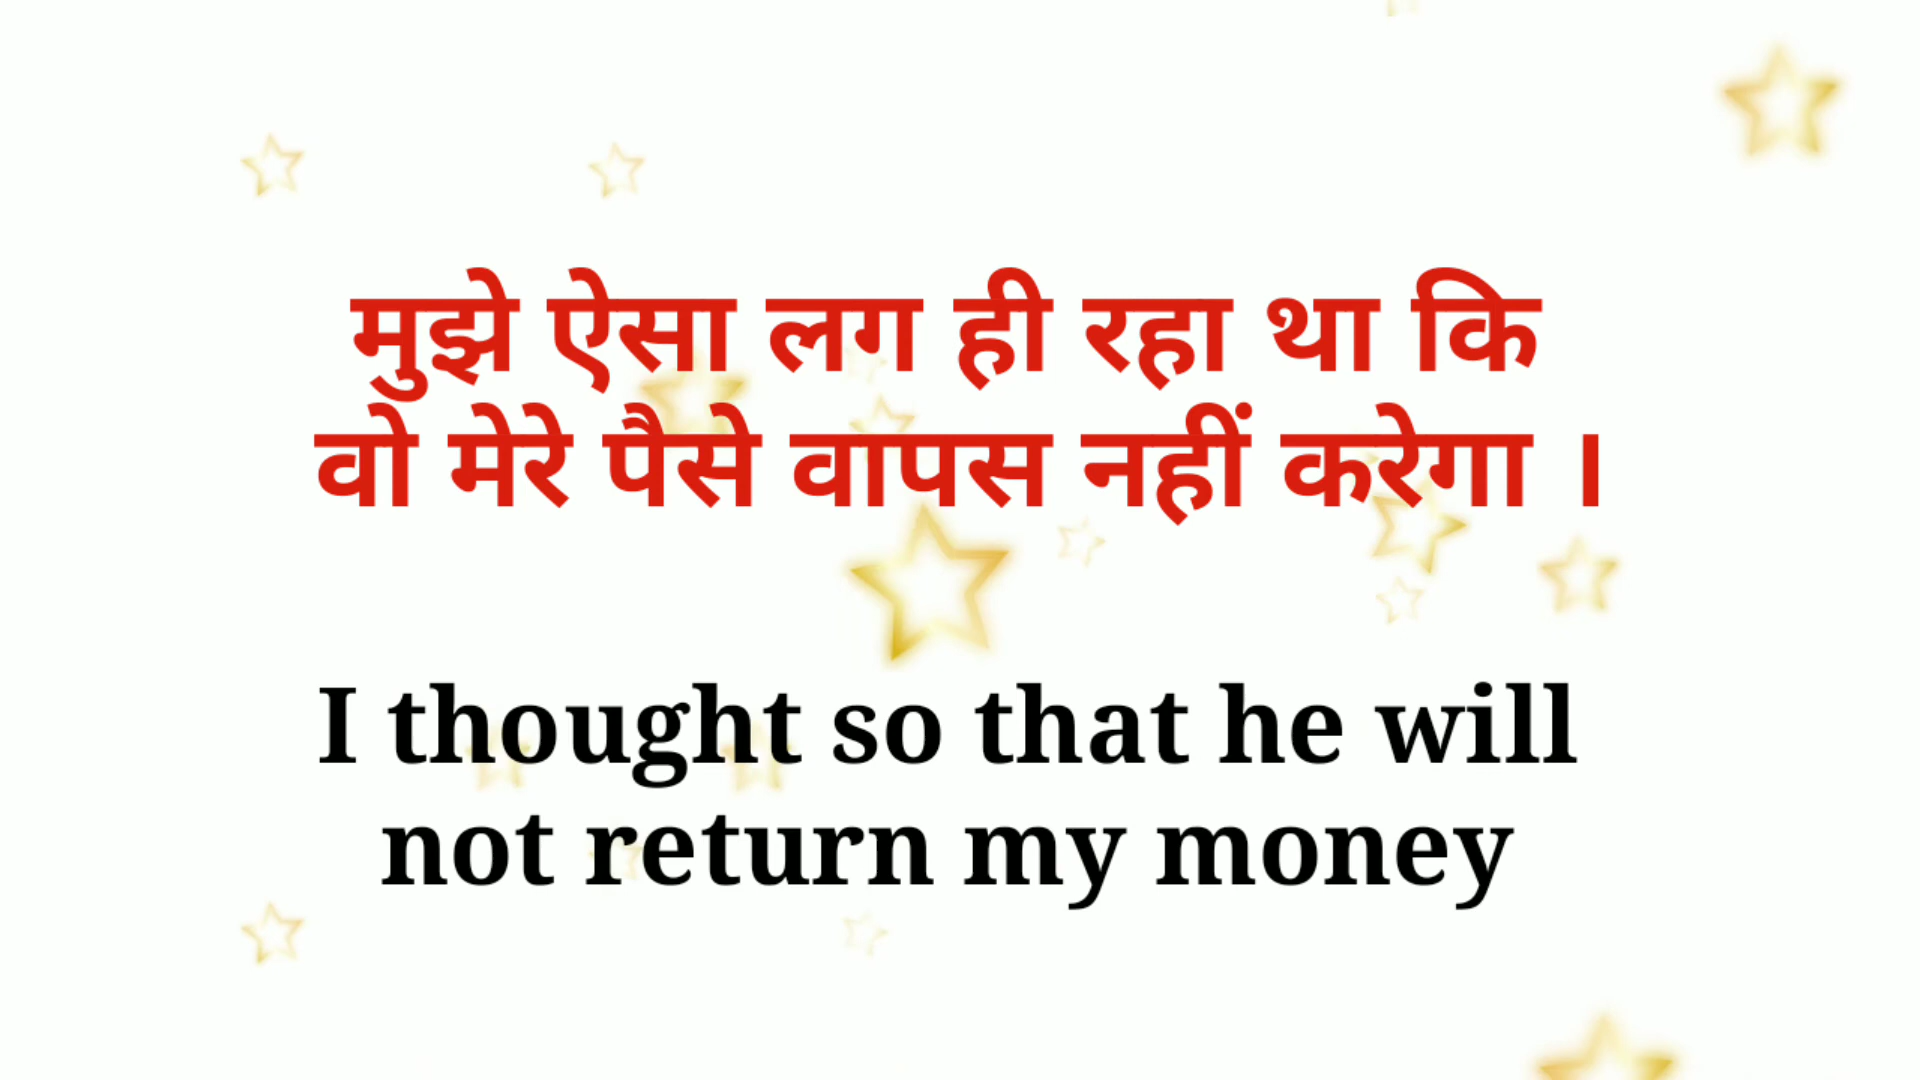 मुझे ऐसा लग ही रहा था कि
वो मेरे पैसे वापस नहीं करेगा ।
I thought so that he will
not return my money